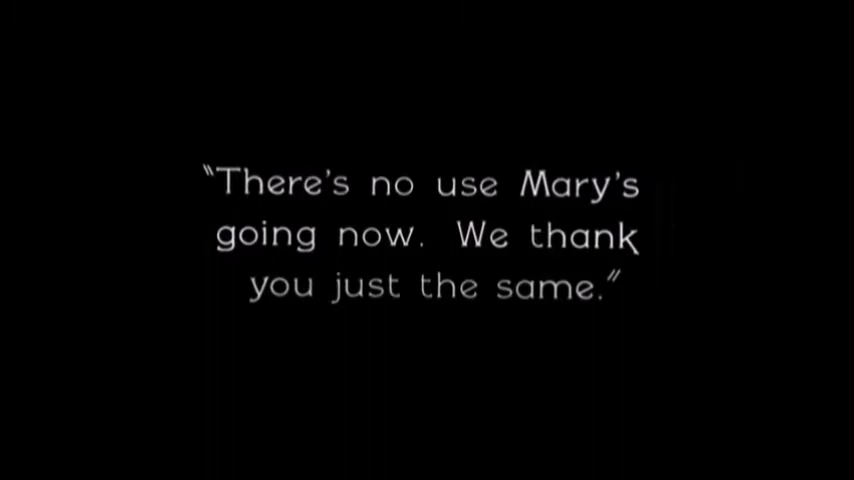 "There's no use Mary's
going now. We thank
you just the same."